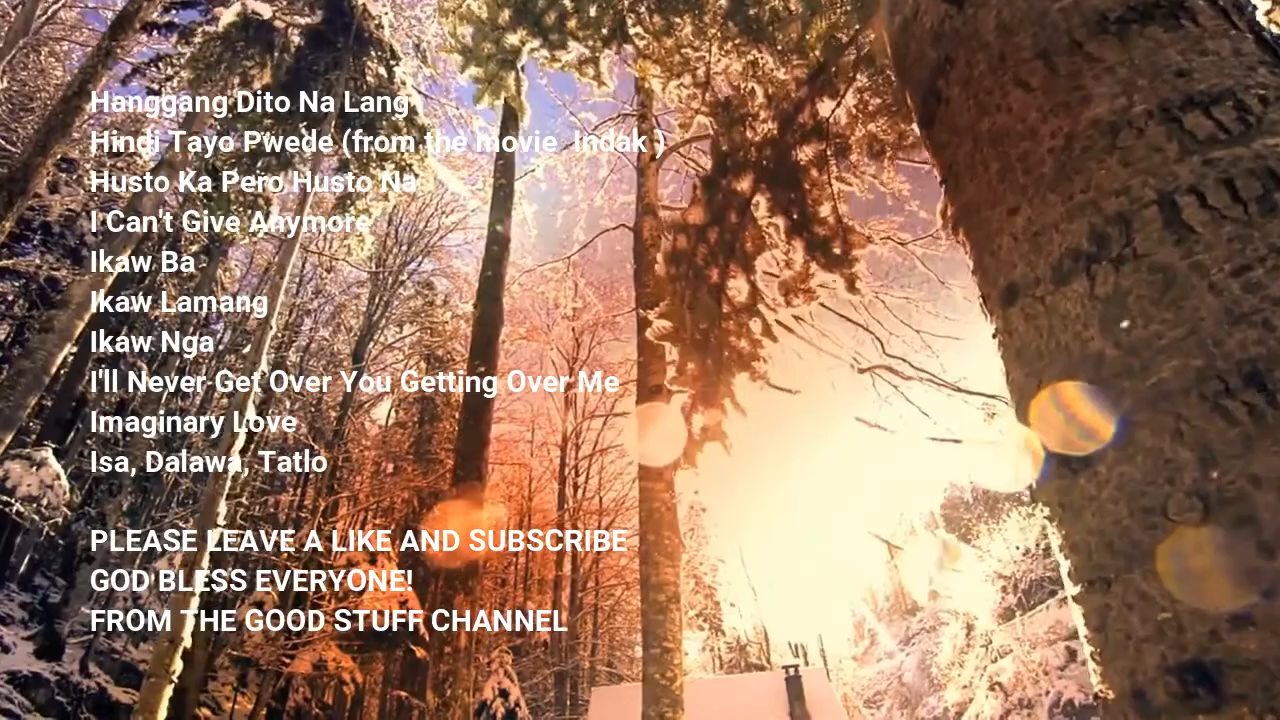 Hanggang Dito Na Lang
Hindi Tayo Pwede (from the movie  Indak )
Husto Ka Pero Husto Na
I Can't Give Anymore
Ikaw Ba
Ikaw Lamang
Ikaw Nga
I'll Never Get Over You Getting Over Me
Imaginary Love
Isa, Dalawa, Tatlo
PLEASE LEAVE A LIKE AND SUBSCRIBE
GOD BLESS EVERYONE!
FROM THE GOOD STUFF CHANNEL